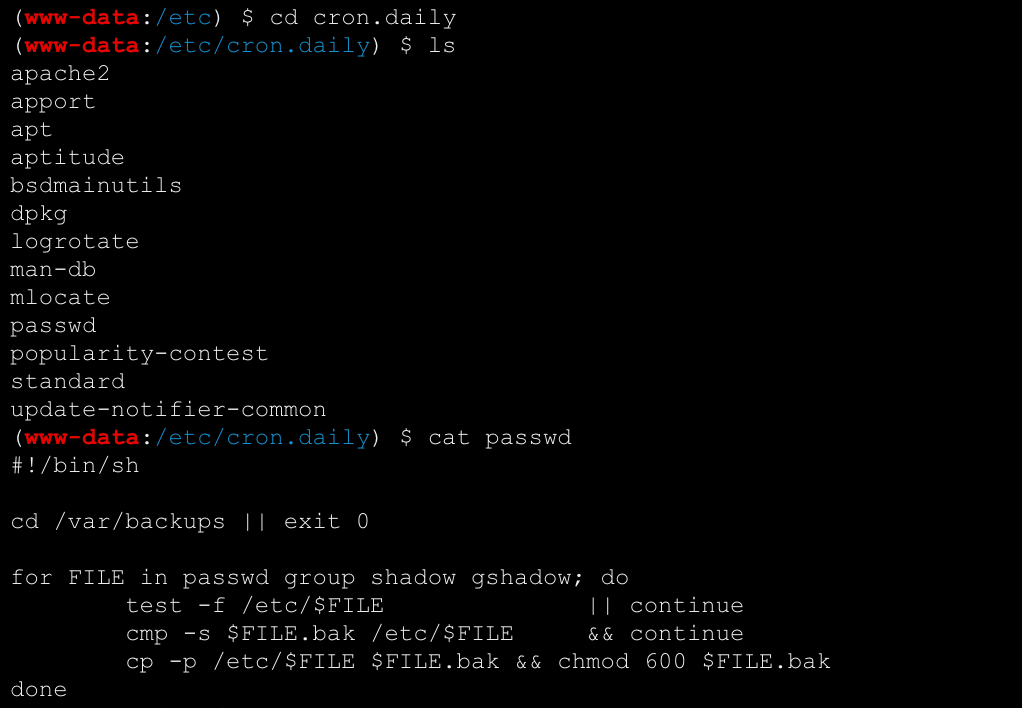 (www-data:/etc) $ cd cron.daily
(www-data:/etc/cron.daily) $ ls
apache2
apport
apt
aptitude
bsdmainutils
dpkg
logrotate
man-db
mlocate
passwd
popularity-contest
standard
update-notifier-common
(www-data:/etc/cron.daily) $ cat passwd
#!/bin/sh

cd /var/backups || exit 0

for FILE in passwd group shadow gshadow; do
        test -f /etc/$FILE              || continue
        cmp -s $FILE.bak /etc/$FILE     && continue
        cp -p /etc/$FILE $FILE.bak && chmod 600 $FILE.bak
done